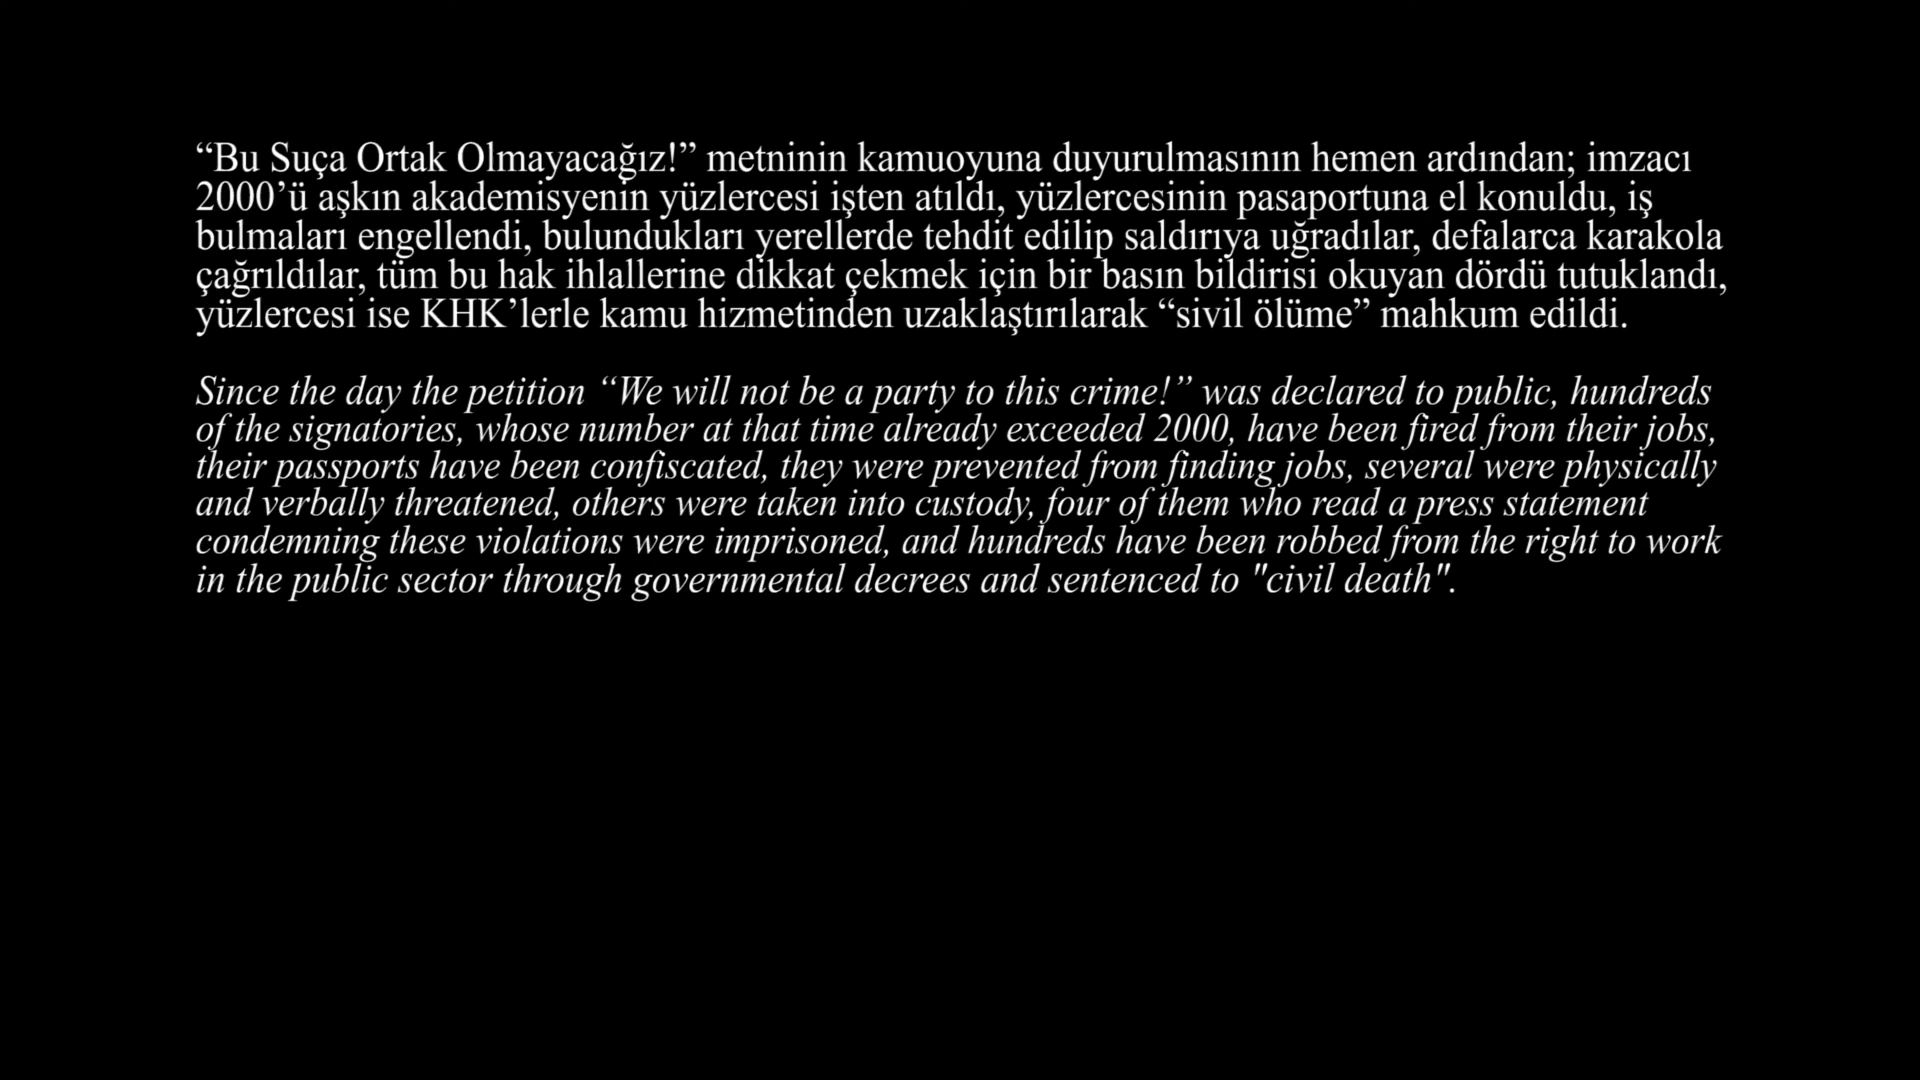 “Bu Suça Ortak Olmayacağız!” metninin kamuoyuna duyurulmasının hemen ardından; imzacı
2000’ü aşkın akademisyenin yüzlercesi işten atıldı, yüzlercesinin pasaportuna el konuldu, iş
bulmaları engellendi, bulundukları yerellerde tehdit edilip saldırıya uğradılar, defalarca karakola
çağrıldılar, tüm bu hak ihlallerine dikkat çekmek için bir basın bildirisi okuyan dördü tutuklandı,
yüzlercesi ise KHK’lerle kamu hizmetinden uzaklaştırılarak “sivil ölüme” mahkum edildi.
Since the day the petition “We will not be a party to this crime!” was declared to public, hundreds
of the signatories, whose number at that time already exceeded 2000, have been fired from their jobs,
their passports have been confiscated, they were prevented from finding jobs, several were physically
and verbally threatened, others were taken into custody, four of them who read a press statement
condemning these violations were imprisoned, and hundreds have been robbed from the right to work
in the public sector through governmental decrees and sentenced to "civil death".